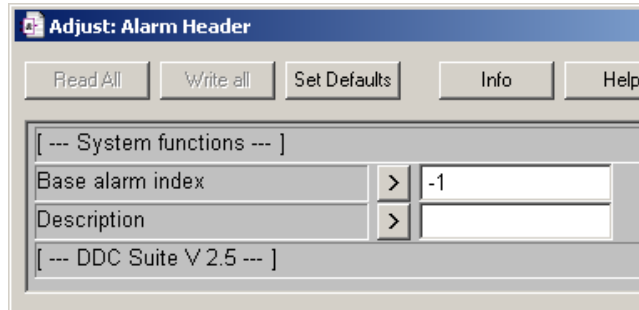 Adjust: Alarm Header
Read All Write all Set Defaults Info Help
[ --- System functions --- ]
Base alarm index > -1
Description >
[ --- DDC Suite V 2.5 --- ]